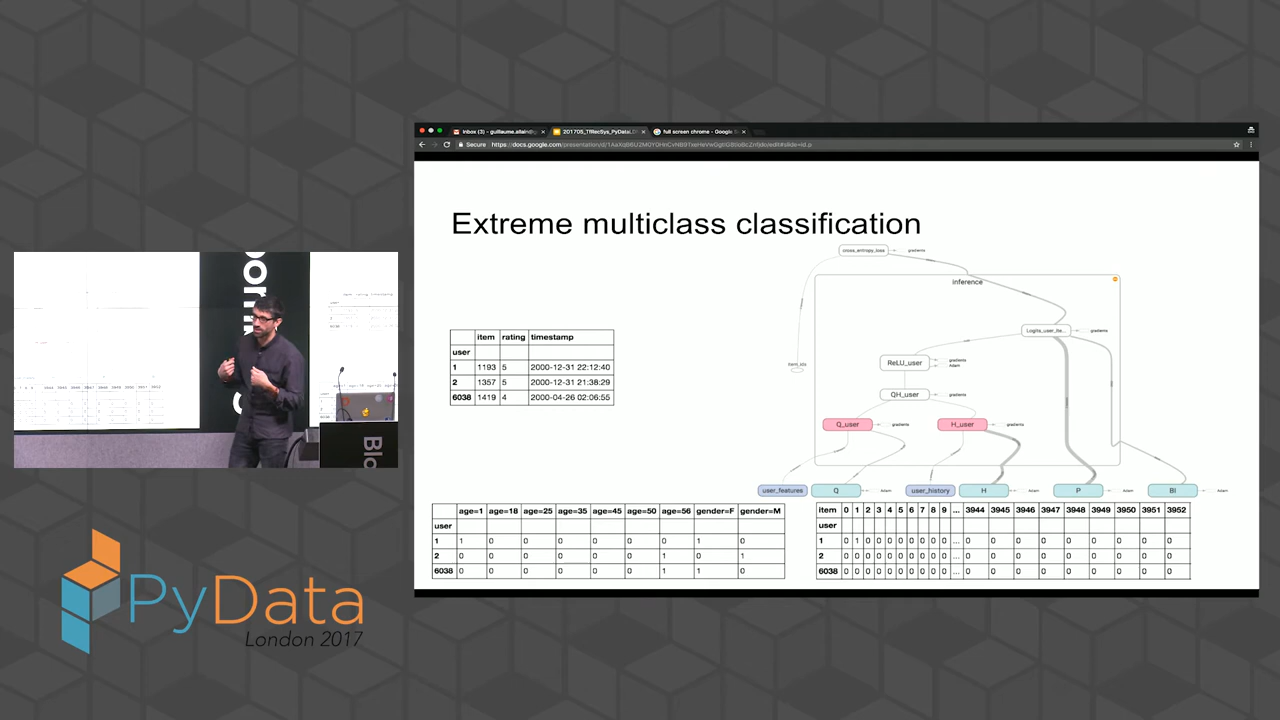 Inbox (3) - guillaume.allain@g
201705_TfRecSys_PyDataLD
full screen chrome - Google S
Secure
https://docs.google.com/presentation/d/
Extreme multiclass classification
cross_entropy_loss
gradients
inference
Logits_user_ite...
gradients
item_ids
ReLU_user
gradients
Adam
QH_user
gradients
Q_user
gradients
H_user
gradients
user_features
Q
Adam
user_history
H
Adam
P
Adam
BI
Adam
item rating timestamp
user
1 1193 5 2000-12-31 22:12:40
2 1357 5 2000-12-31 21:38:29
6038 1419 4 2000-04-26 02:06:55
age=1 age=18 age=25 age=35 age=45 age=50 age=56 gender=F gender=M
user
1 1 0 0 0 0 0 0 1 0
2 0 0 0 0 0 0 1 0 1
6038 0 0 0 0 0 0 1 1 0
item 0 1 2 3 4 5 6 7 8 9 ... 3944 3945 3946 3947 3948 3949 3950 3951 3952
user
1 0 1 0 0 0 0 0 0 0 0 ... 0 0 0 0 0 0 0 0 0
2 0 0 0 0 0 0 0 0 0 0 ... 0 0 0 0 0 0 0 0 0
6038 0 0 0 0 0 0 0 0 0 0 ... 0 0 0 0 0 0 0 0 0
Blo
PyData
London 2017